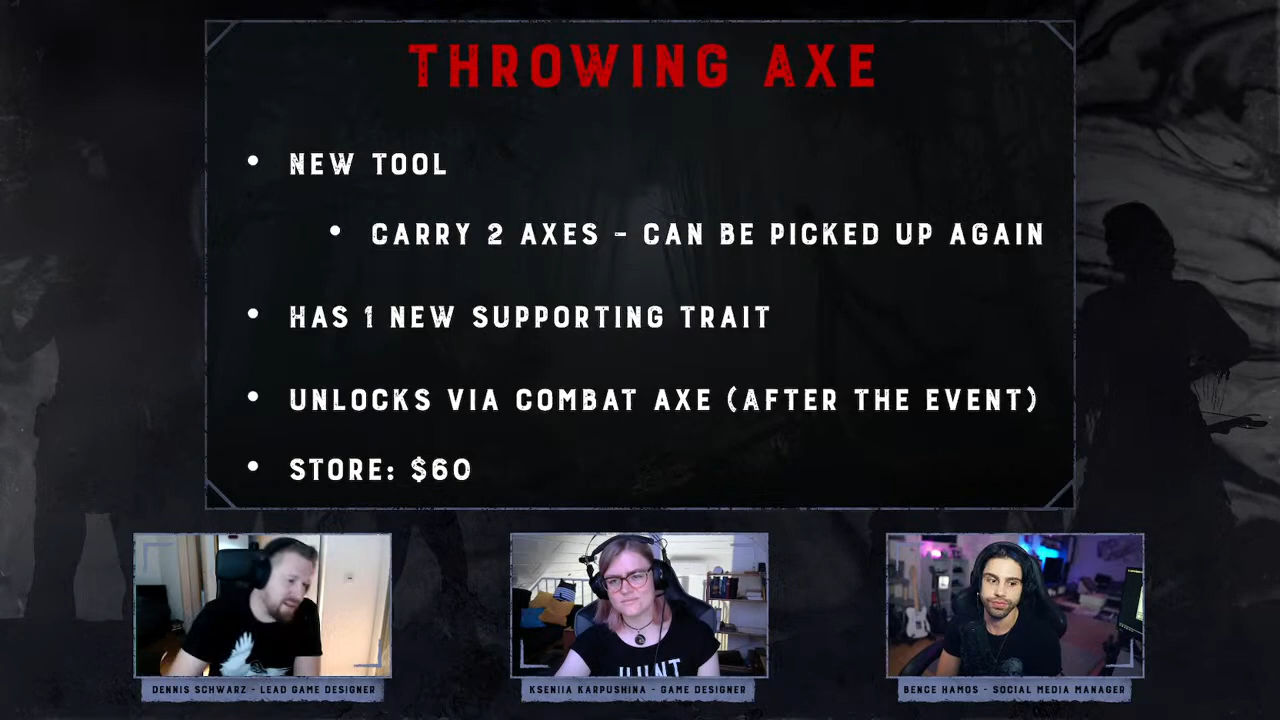 THROWING AXE
• NEW TOOL
• CARRY 2 AXES - CAN BE PICKED UP AGAIN
• HAS 1 NEW SUPPORTING TRAIT
• UNLOCKS VIA COMBAT AXE (AFTER THE EVENT)
• STORE: $60
HUNT
DENNIS SCHWARZ - LEAD GAME DESIGNER
KSENIIA KARPUSHINA - GAME DESIGNER
BENCE HAMOS - SOCIAL MEDIA MANAGER